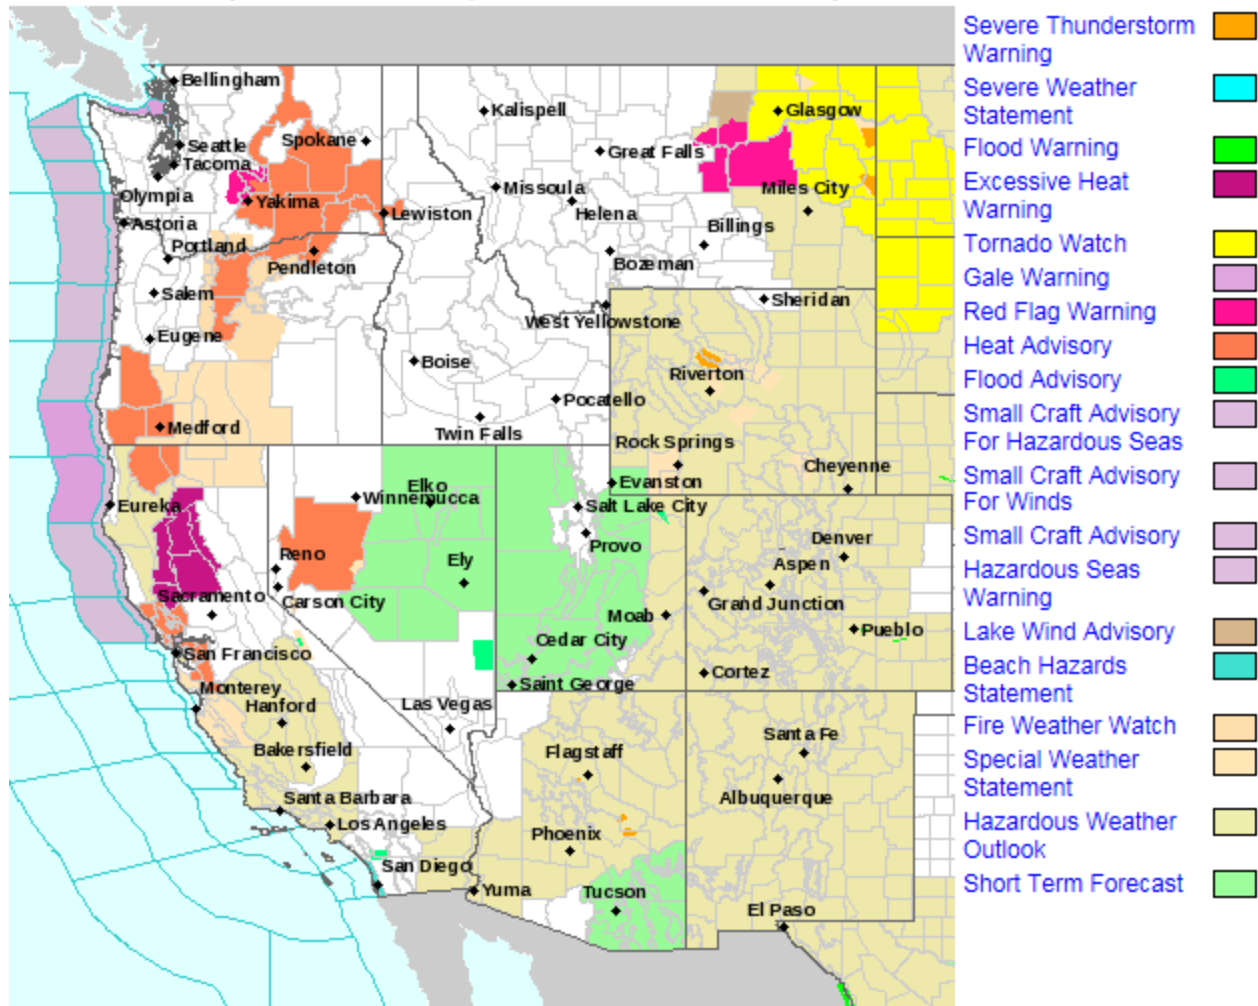 Severe Thunderstorm
Warning
Severe Weather
Statement
Flood Warning
Excessive Heat
Warning
Tornado Watch
Gale Warning
Red Flag Warning
Heat Advisory
Flood Advisory
Small Craft Advisory
For Hazardous Seas
Small Craft Advisory
For Winds
Small Craft Advisory
Hazardous Seas
Warning
Lake Wind Advisory
Beach Hazards
Statement
Fire Weather Watch
Special Weather
Statement
Hazardous Weather
Outlook
Short Term Forecast
Bellingham
Kalispell
Glasgow
Seattle
Spokane
Great Falls
Tacoma
Olympia
Yakima
Missoula
Miles City
Astoria
Lewiston
Helena
Portland
Billings
Pendleton
Bozeman
Salem
Sheridan
Eugene
West Yellowstone
Boise
Riverton
Pocatello
Medford
Twin Falls
Rock Springs
Cheyenne
Elko
Evanston
Eureka
Winnemucca
Salt Lake City
Reno
Provo
Denver
Ely
Aspen
Sacramento
Carson City
Grand Junction
Moab
Pueblo
San Francisco
Cedar City
Cortez
Monterey
Saint George
Hanford
Las Vegas
Bakersfield
Flagstaff
Santa Fe
Santa Barbara
Albuquerque
Los Angeles
Phoenix
San Diego
Yuma
Tucson
El Paso